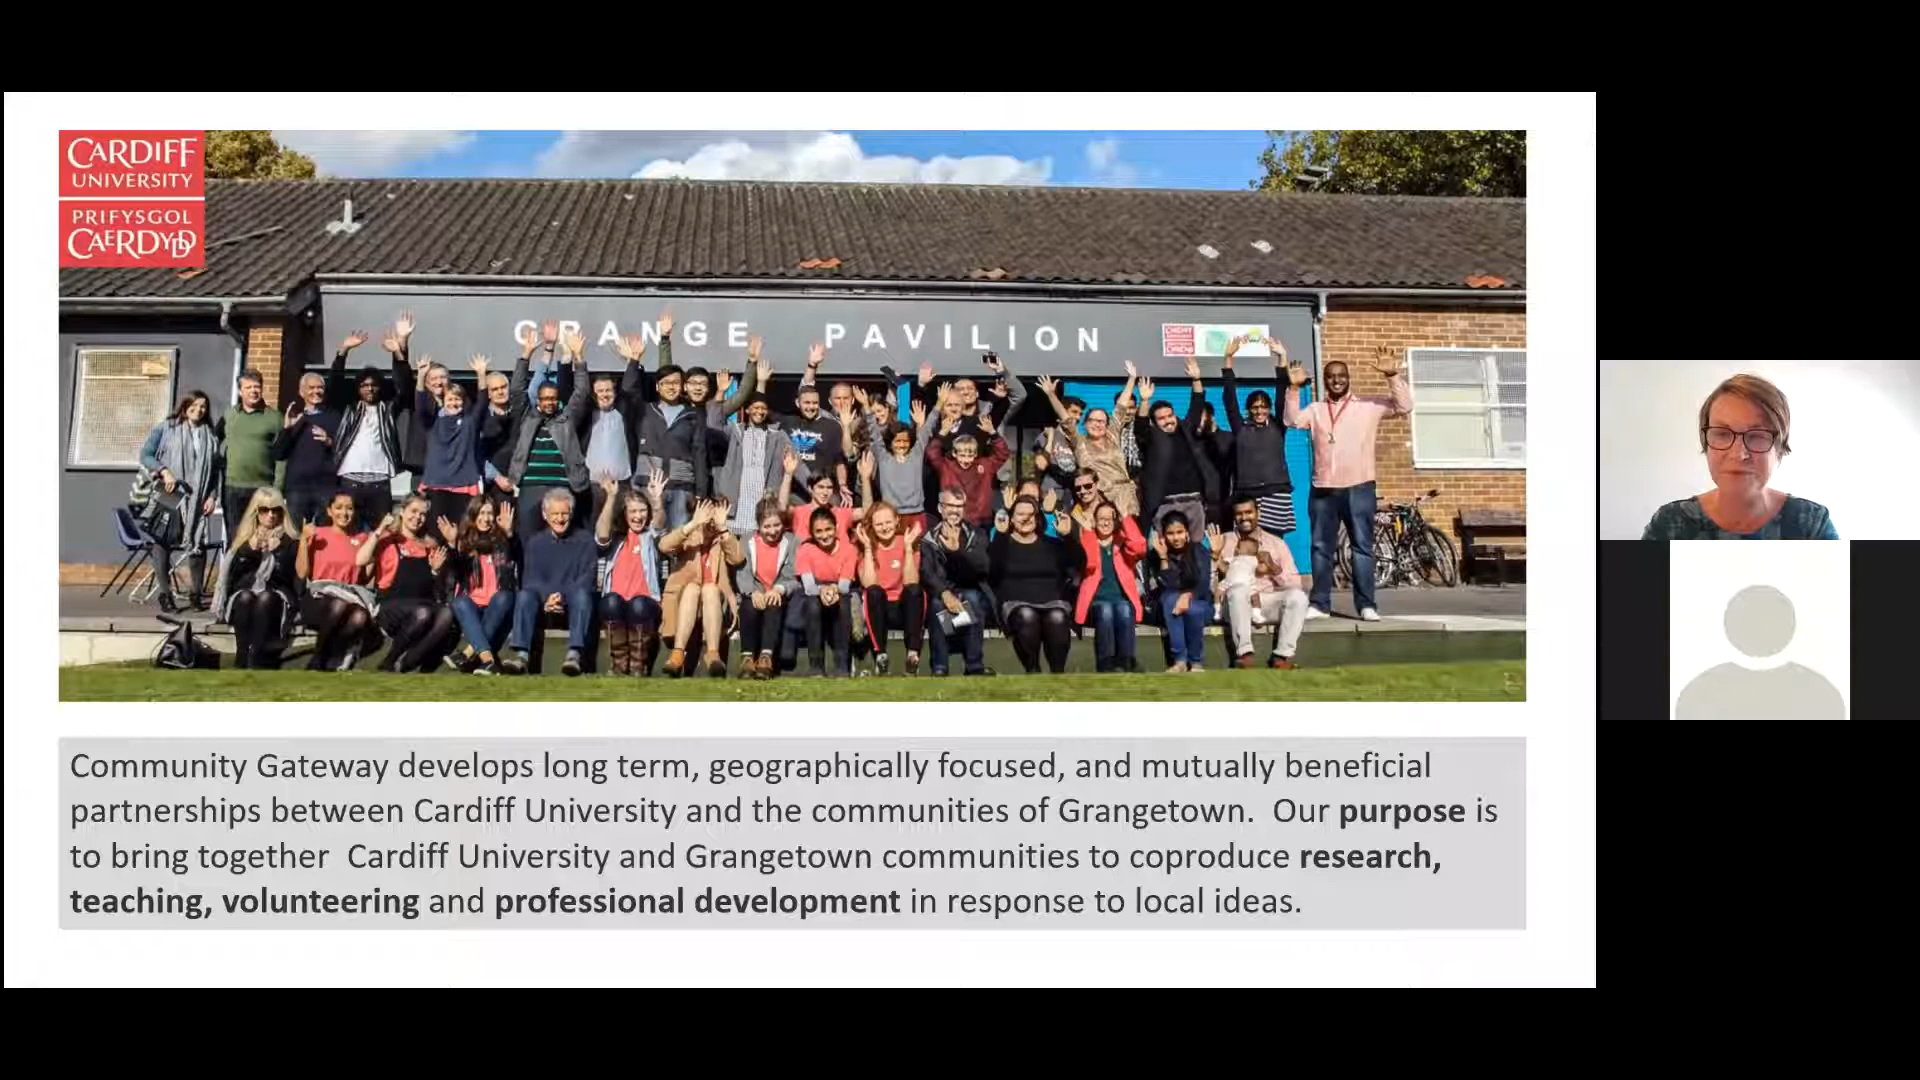 CARDIFF
UNIVERSITY
PRIFYSGOL
CAERDYDD
GRANGE PAVILION
Community Gateway develops long term, geographically focused, and mutually beneficial
partnerships between Cardiff University and the communities of Grangetown. Our purpose is
to bring together Cardiff University and Grangetown communities to coproduce research,
teaching, volunteering and professional development in response to local ideas.